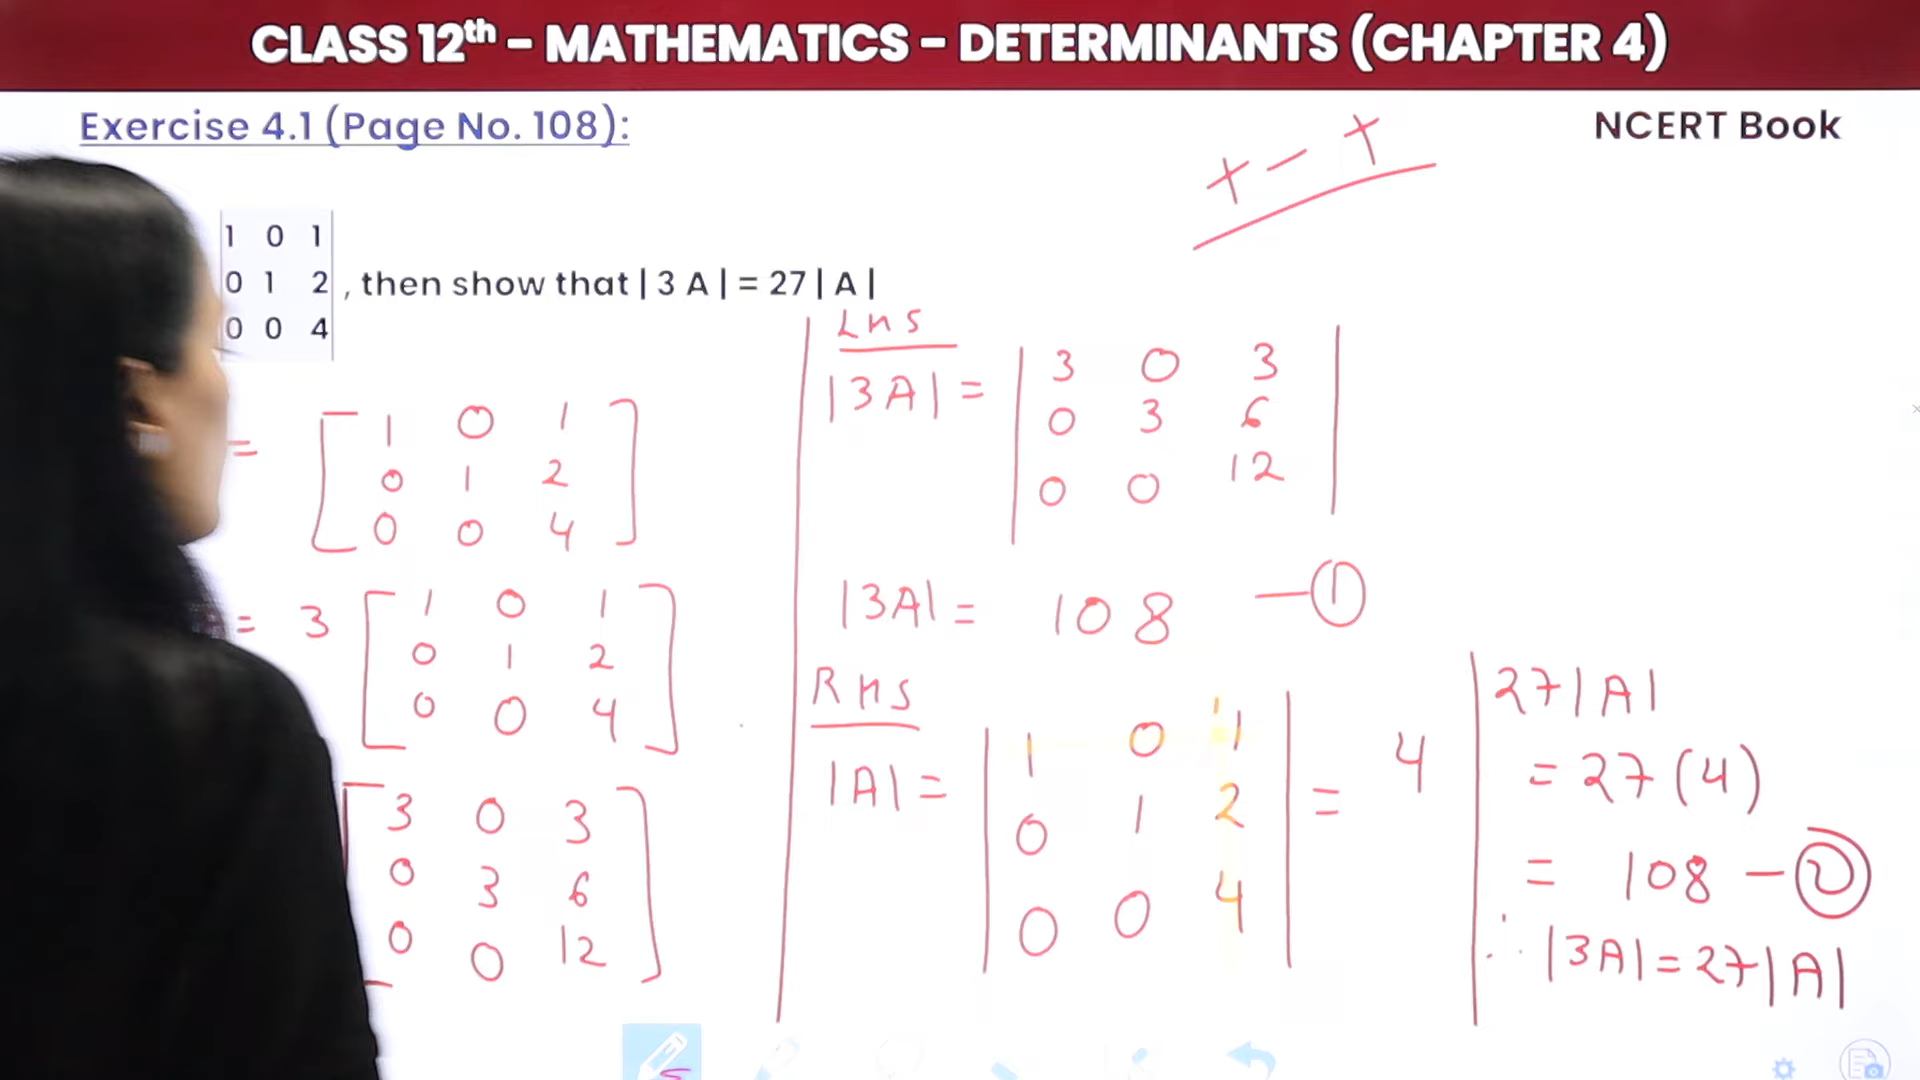 CLASS 12th – MATHEMATICS – DETERMINANTS (CHAPTER 4)
Exercise 4.1 (Page No. 108):
NCERT Book
+ − +
1 0 1
0 1 2
0 0 4
, then show that | 3 A | = 27 | A |
= [ 1 0 1
0 1 2
0 0 4 ]
= 3 [ 1 0 1
0 1 2
0 0 4 ]
[ 3 0 3
0 3 6
0 0 12 ]
LHS
|3A| = | 3 0 3
0 3 6
0 0 12 |
|3A| = 108 — ①
RHS
|A| = | 1 0 1
0 1 2
0 0 4 | = 4
27|A|
= 27(4)
= 108 — ②
∴ |3A| = 27|A|